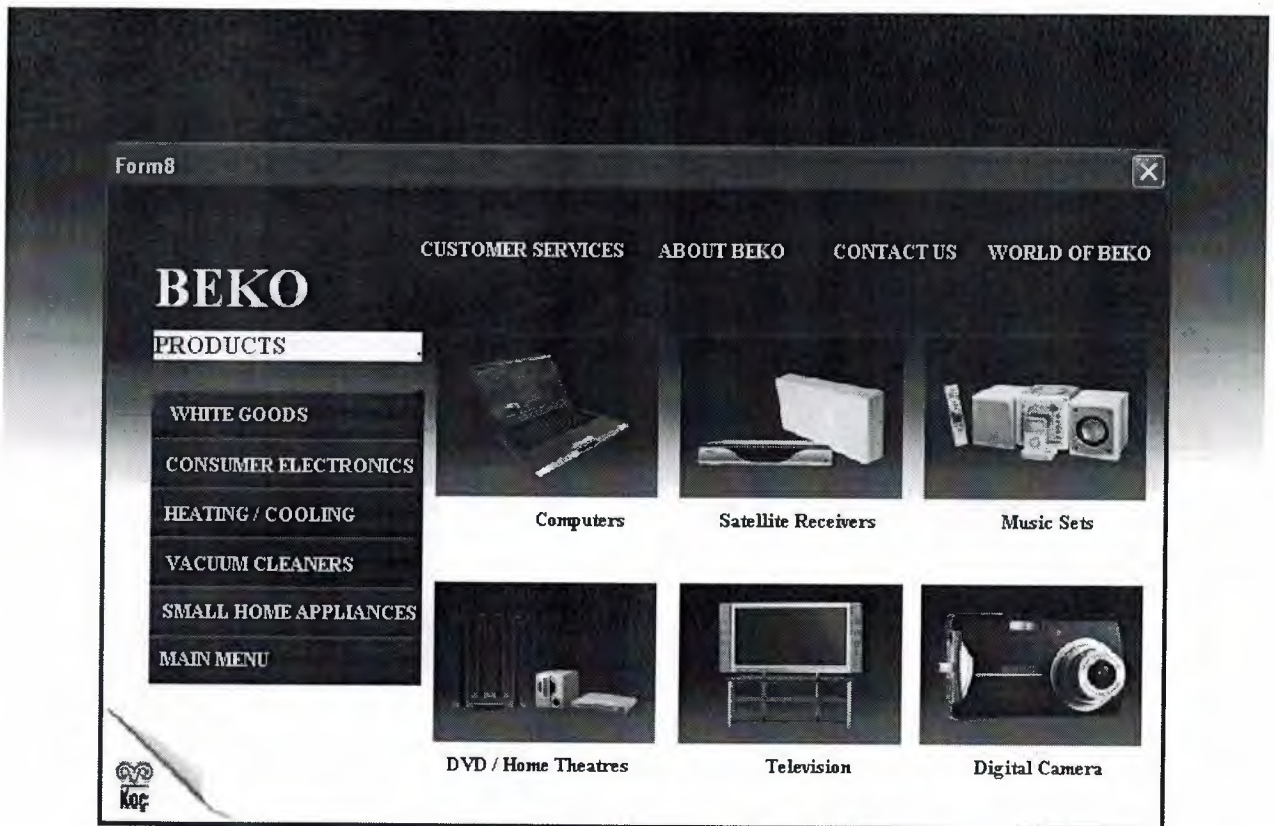 Form8
CUSTOMER SERVICES ABOUT BEKO CONTACT US WORLD OF BEKO
BEKO
PRODUCTS
WHITE GOODS
CONSUMER ELECTRONICS
HEATING / COOLING
VACUUM CLEANERS
SMALL HOME APPLIANCES
MAIN MENU
Computers Satellite Receivers Music Sets
DVD / Home Theatres Television Digital Camera
Koç